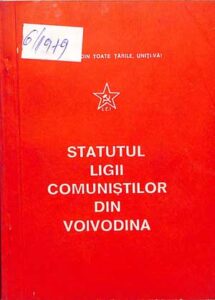 6/1979
DIN TOATE ȚĂRILE, UNIȚI-VĂ!
STATUTUL
LIGII
COMUNIȘTILOR
DIN
VOIVODINA